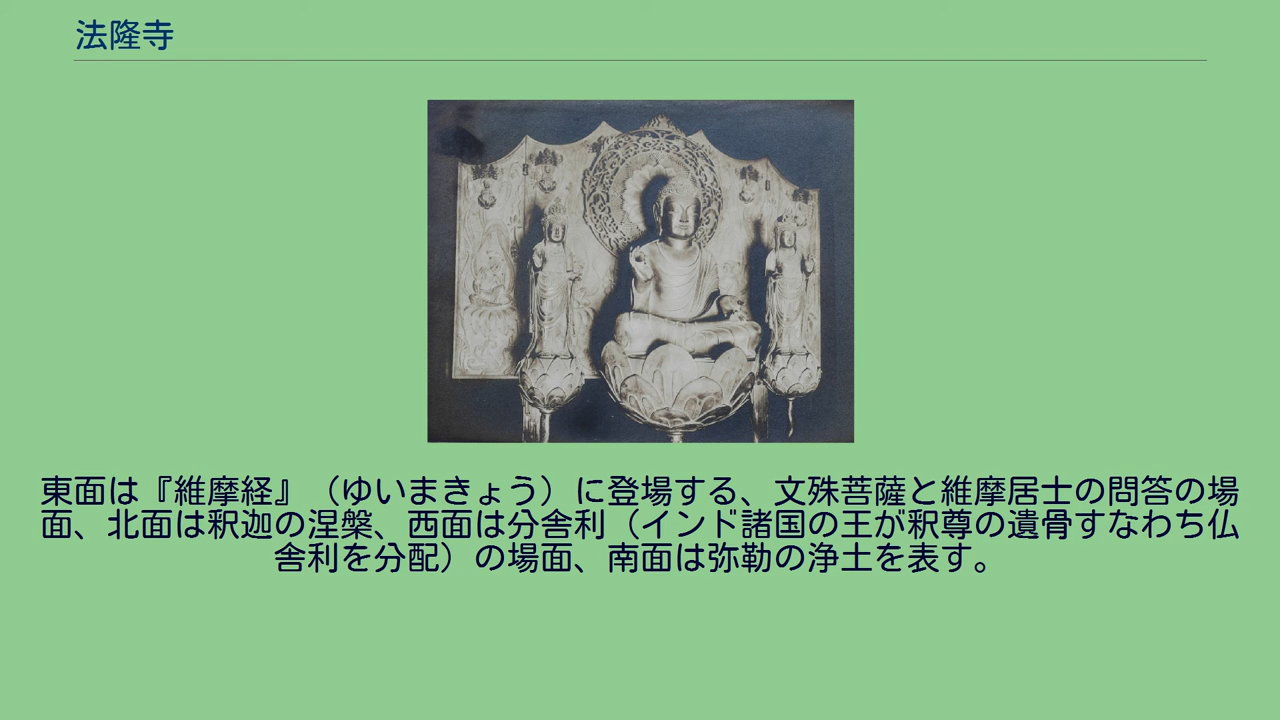 法隆寺
東面は『維摩経』（ゆいまきょう）に登場する、文殊菩薩と維摩居士の問答の場
面、北面は釈迦の涅槃、西面は分舎利（インド諸国の王が釈尊の遺骨すなわち仏
舎利を分配）の場面、南面は弥勒の浄土を表す。